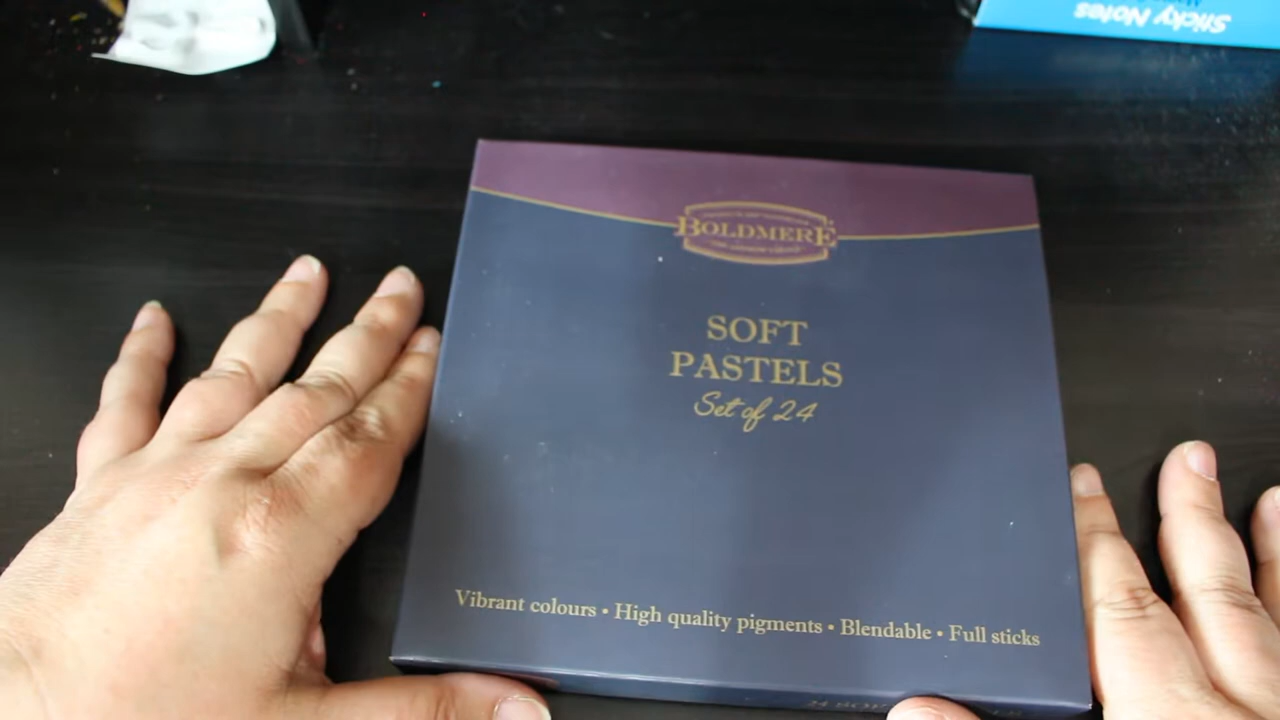 Sticky Notes
BOLDMERE
SOFT
PASTELS
Set of 24
Vibrant colours • High quality pigments • Blendable • Full sticks